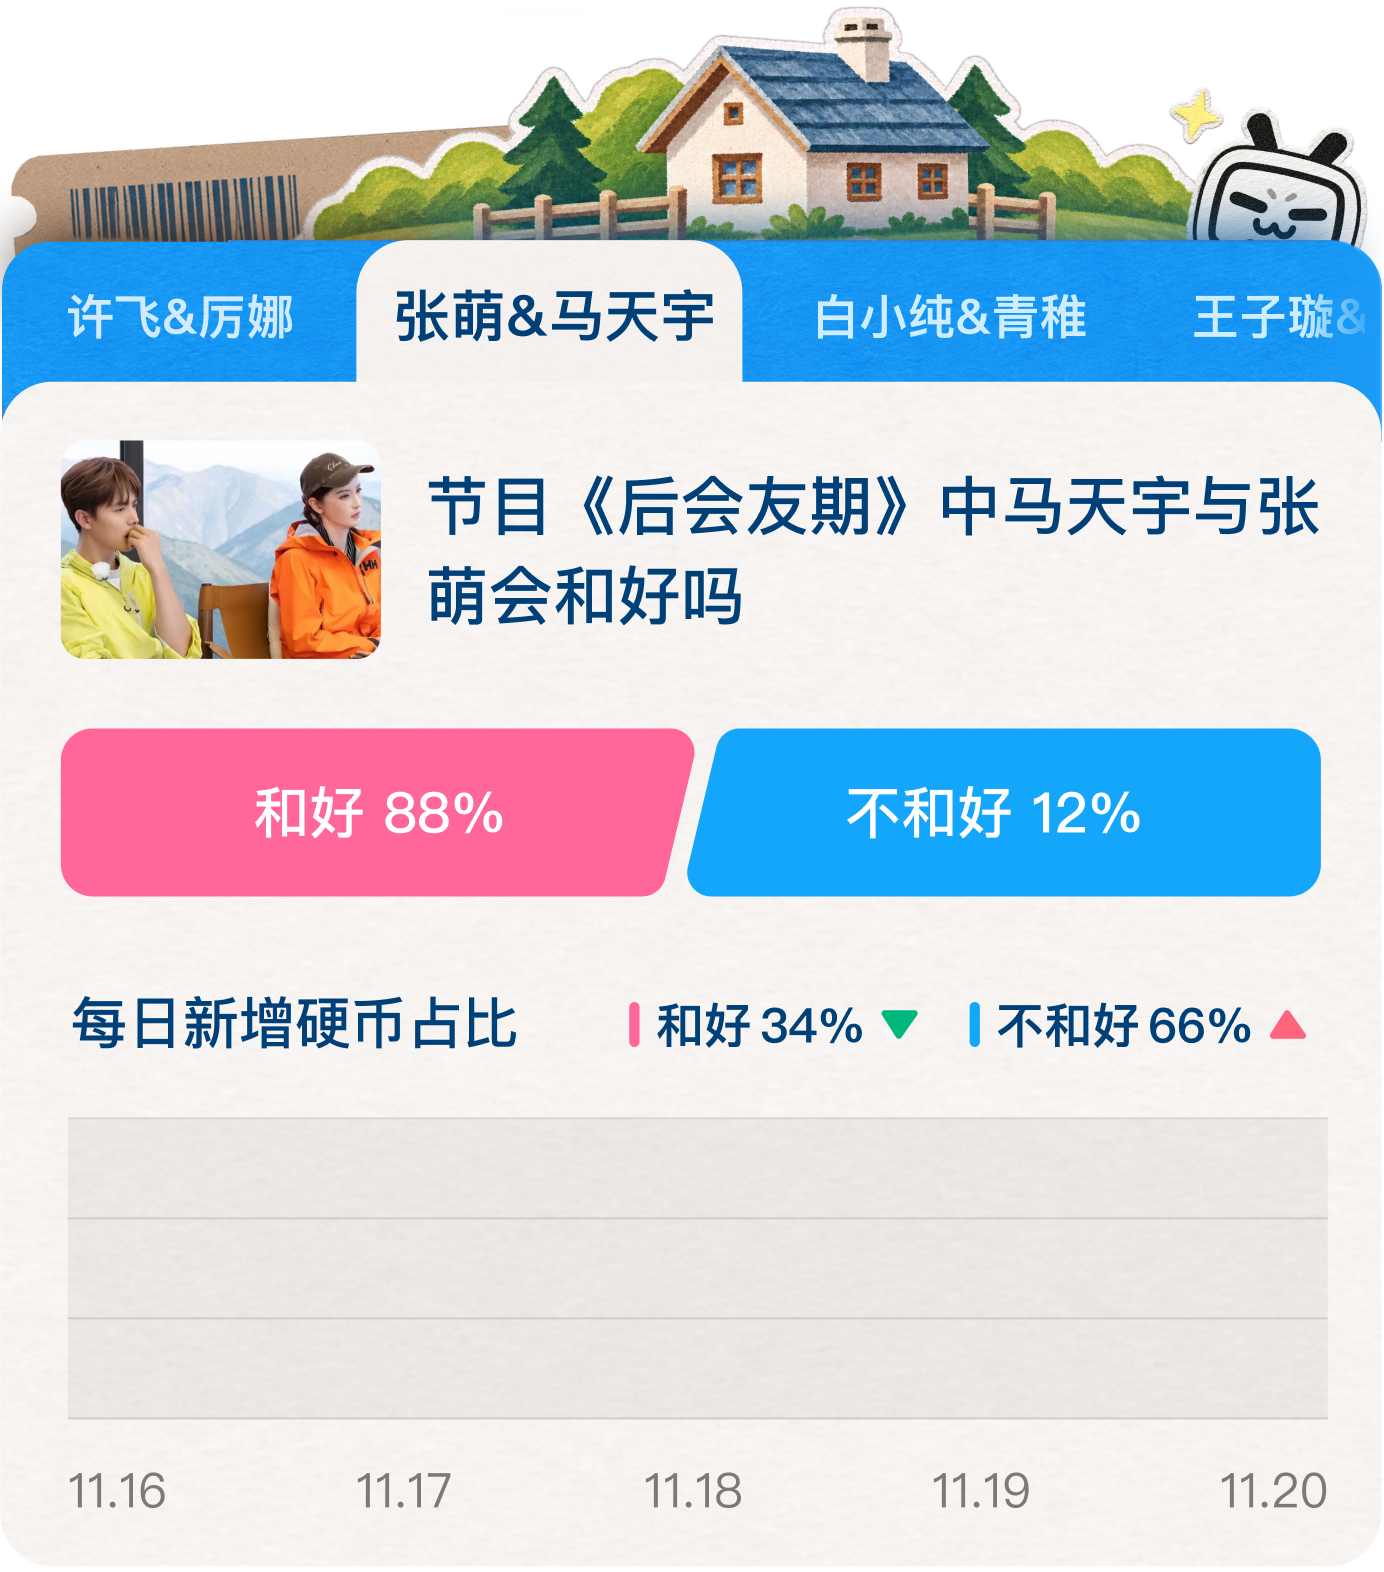 许飞&厉娜
张萌&马天宇
白小纯&青稚
王子璇&
节目《后会友期》中马天宇与张
萌会和好吗
和好 88%
不和好 12%
每日新增硬币占比
和好 34%
不和好 66%
11.16
11.17
11.18
11.19
11.20